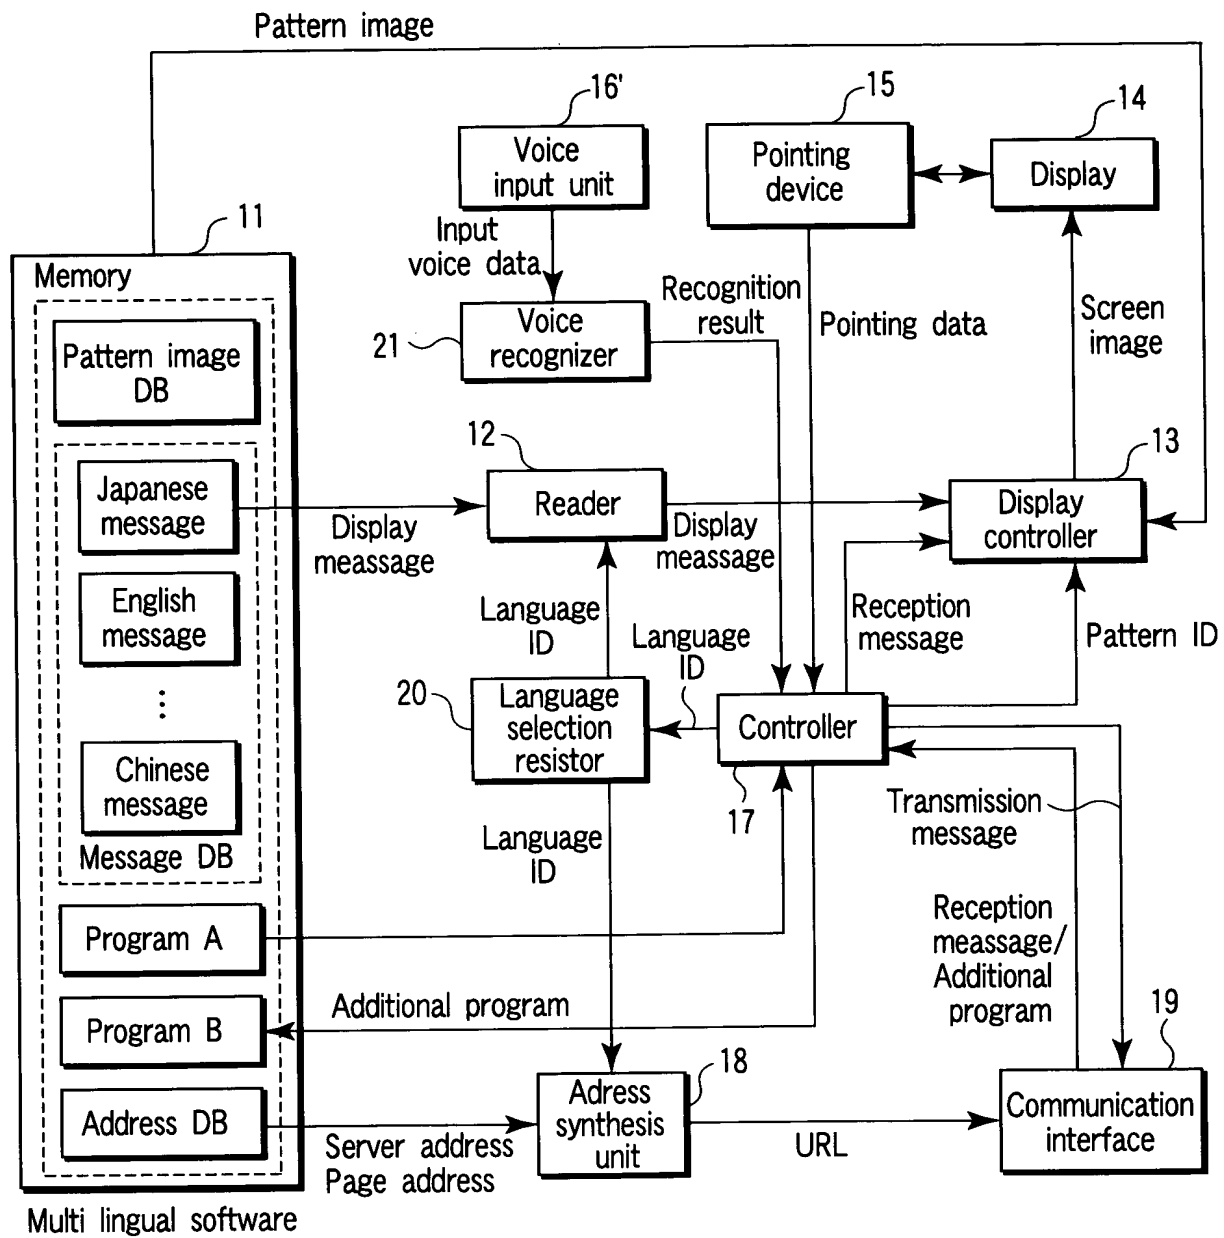 Pattern image
16'
15
14
Voice
input unit
Pointing
device
Display
11
Input
voice data
Memory
Recognition
result
Pointing data
Screen
image
Voice
recognizer
21
Pattern image
DB
12
13
Japanese
message
Reader
Display
controller
Display
meassage
Display
meassage
English
message
Language
ID
Language
ID
Reception
message
Pattern ID
20
Language
selection
resistor
Controller
17
Chinese
message
Message DB
Transmission
message
Language
ID
Program A
Reception
meassage/
Additional
program
Additional program
Program B
19
18
Address DB
Adress
synthesis
unit
Communication
interface
Server address
Page address
URL
Multi lingual software